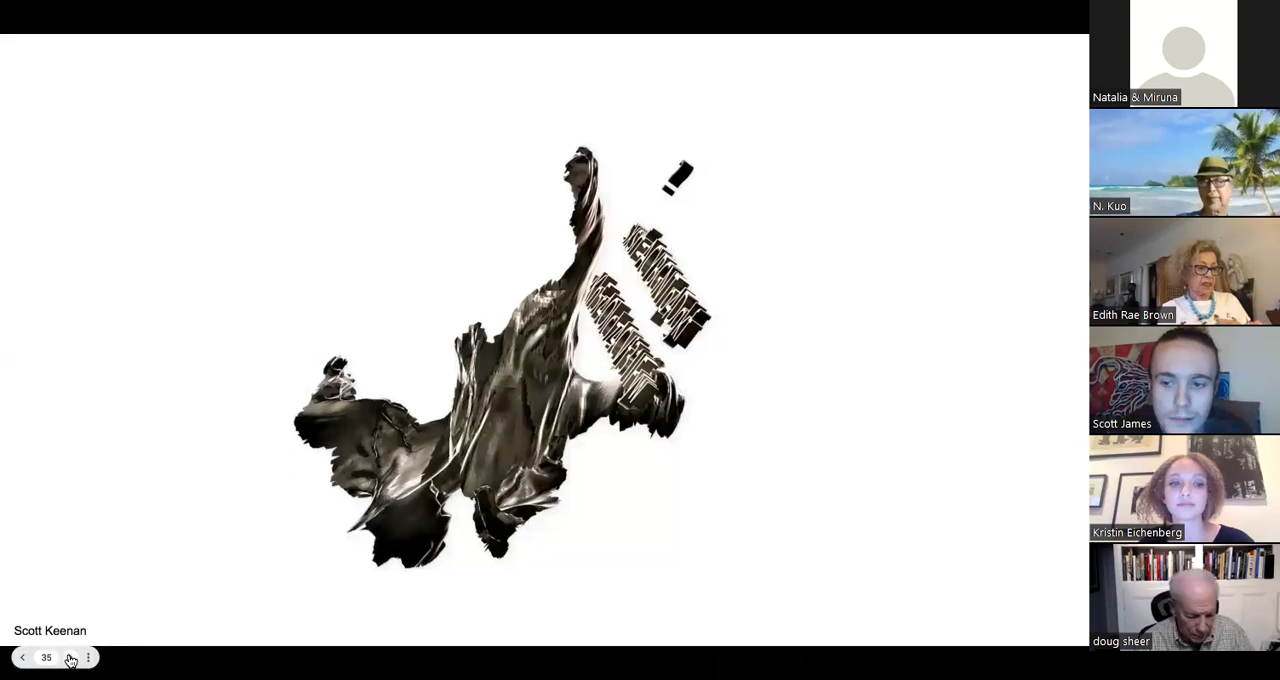 Natalia & Miruna
N. Kuo
Edith Rae Brown
Scott James
Kristin Eichenberg
doug sheer
Scott Keenan
35